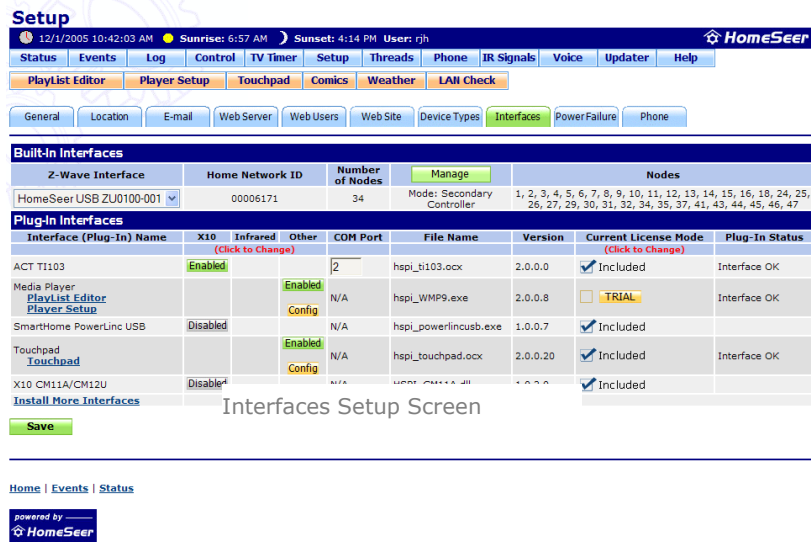 Setup
12/1/2005 10:42:03 AM Sunrise: 6:57 AM Sunset: 4:14 PM User: rjh HomeSeer
Status Events Log Control TV Timer Setup Threads Phone IR Signals Voice Updater Help
PlayList Editor Player Setup Touchpad Comics Weather LAN Check
General Location E-mail Web Server Web Users Web Site Device Types Interfaces Power Failure Phone
Built-In Interfaces
Z-Wave Interface Home Network ID Number of Nodes Manage Nodes
HomeSeer USB ZU0100-001 00006171 34 Mode: Secondary Controller 1, 2, 3, 4, 5, 6, 7, 8, 9, 10, 11, 12, 13, 14, 15, 16, 18, 24, 25,
26, 27, 29, 30, 31, 32, 34, 35, 37, 41, 43, 44, 45, 46, 47
Plug-In Interfaces
Interface (Plug-In) Name X10 Infrared Other COM Port File Name Version Current License Mode Plug-In Status
(Click to Change) (Click to Change)
ACT TI103 Enabled 2 hspi_ti103.ocx 2.0.0.0 Included Interface OK
Media Player Enabled
PlayList Editor N/A hspi_WMP9.exe 2.0.0.8 TRIAL Interface OK
Player Setup Config
SmartHome PowerLinc USB Disabled N/A hspi_powerlincusb.exe 1.0.0.7 Included
Touchpad Enabled
Touchpad N/A hspi_touchpad.ocx 2.0.0.20 Included Interface OK
Config
X10 CM11A/CM12U Disabled N/A HSPI_CM11A.dll Included
Install More Interfaces
Interfaces Setup Screen
Save
Home | Events | Status
powered by
HomeSeer